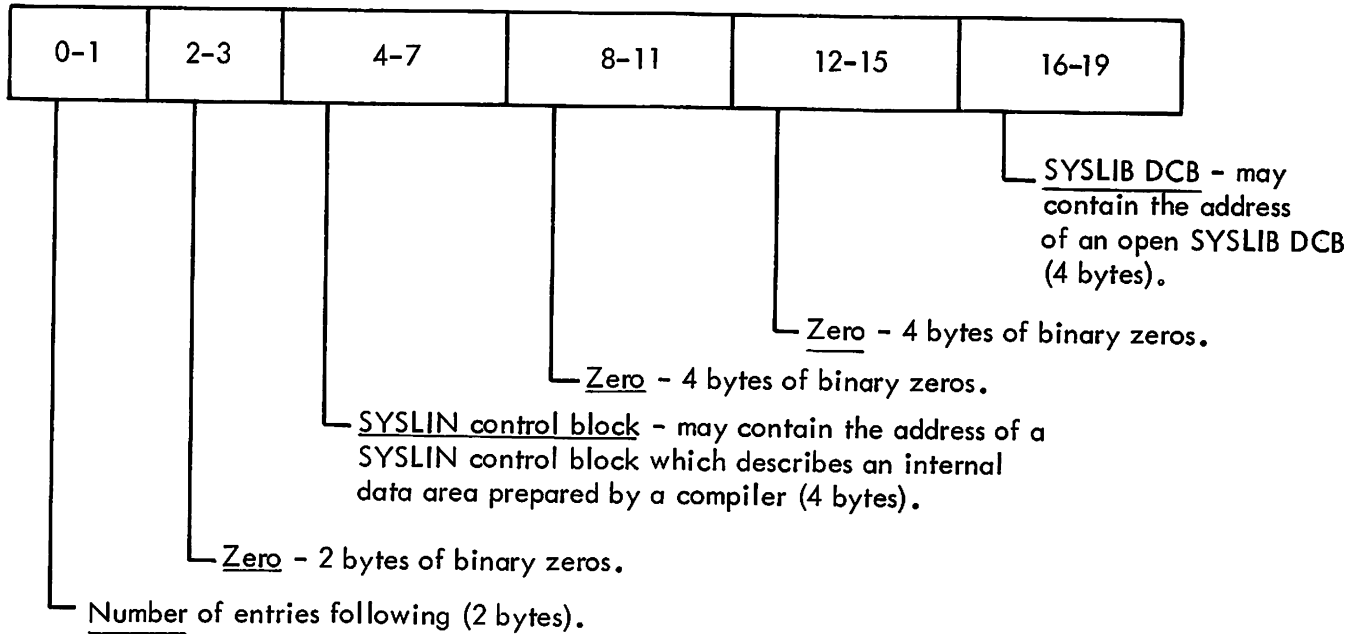 0-1 2-3 4-7 8-11 12-15 16-19
SYSLIB DCB - may
contain the address
of an open SYSLIB DCB
(4 bytes).
Zero - 4 bytes of binary zeros.
Zero - 4 bytes of binary zeros.
SYSLIN control block - may contain the address of a
SYSLIN control block which describes an internal
data area prepared by a compiler (4 bytes).
Zero - 2 bytes of binary zeros.
Number of entries following (2 bytes).